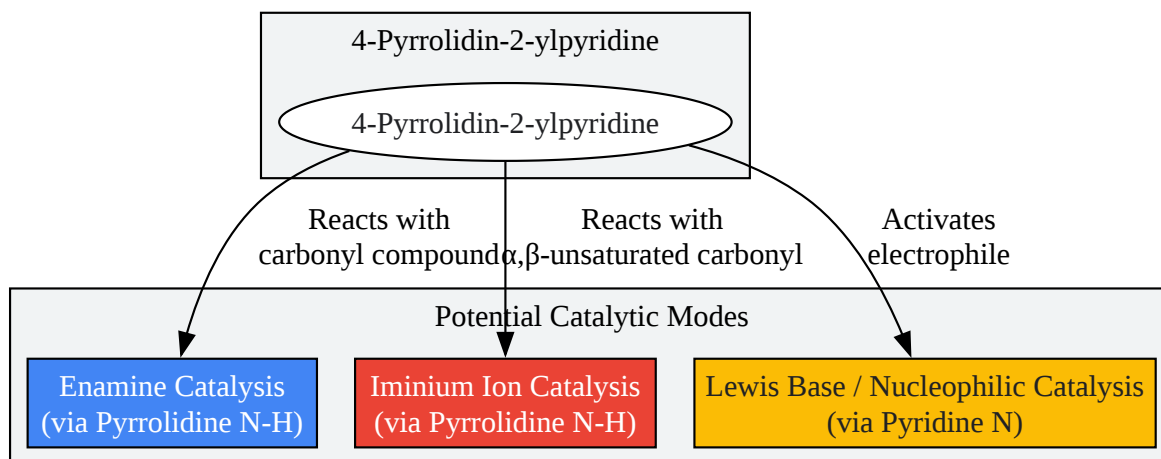 4-Pyrrolidin-2-ylpyridine
4-Pyrrolidin-2-ylpyridine
Reacts with
carbonyl compound
Reacts with
α,β-unsaturated carbonyl
Activates
electrophile
Potential Catalytic Modes
Enamine Catalysis
(via Pyrrolidine N-H)
Iminium Ion Catalysis
(via Pyrrolidine N-H)
Lewis Base / Nucleophilic Catalysis
(via Pyridine N)